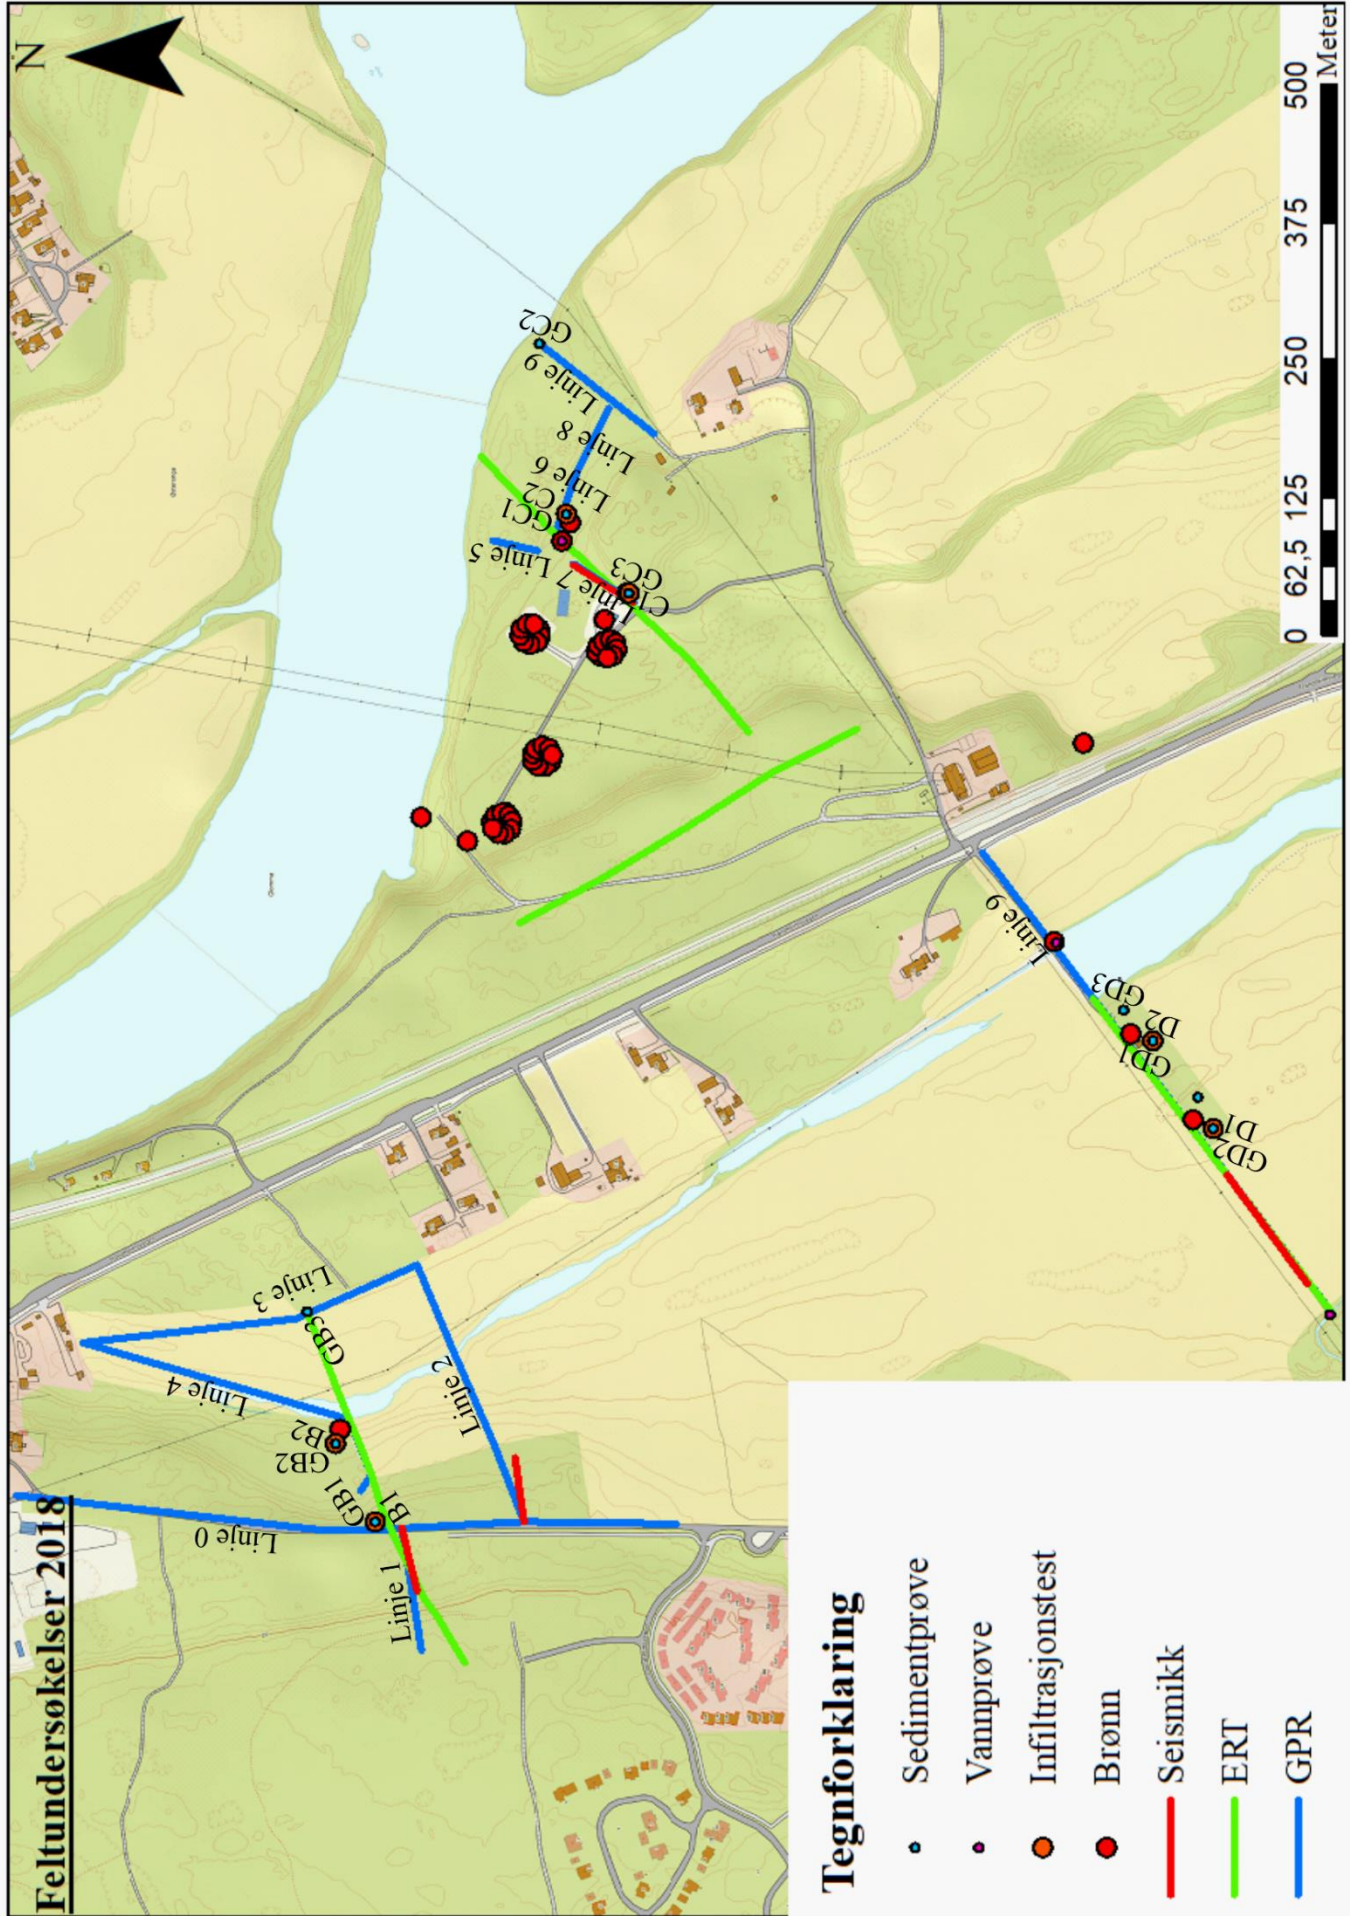 Feltundersøkelser 2018
N
Linje 0
Linje 1
Linje 2
Linje 3
Linje 4
GB1
B1
GB2
B2
GB3
Linje 5
Linje 6
Linje 7
Linje 8
Linje 9
GC1
C2
GC2
GC3
C1
Linje 9
GD3
D2
GD1
D1
GD2
Glomma
Tegnforklaring
Sedimentprøve
Vannprøve
Infiltrasjonstest
Brønn
Seismikk
ERT
GPR
0 62,5 125 250 375 500
Meter